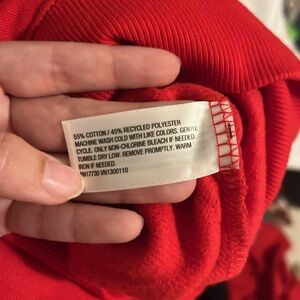 55% COTTON / 45% RECYCLED POLYESTER
MACHINE WASH COLD WITH LIKE COLORS. GENTLE
CYCLE. ONLY NON-CHLORINE BLEACH IF NEEDED.
TUMBLE DRY LOW. REMOVE PROMPTLY. WARM
IRON IF NEEDED.
VN1300110